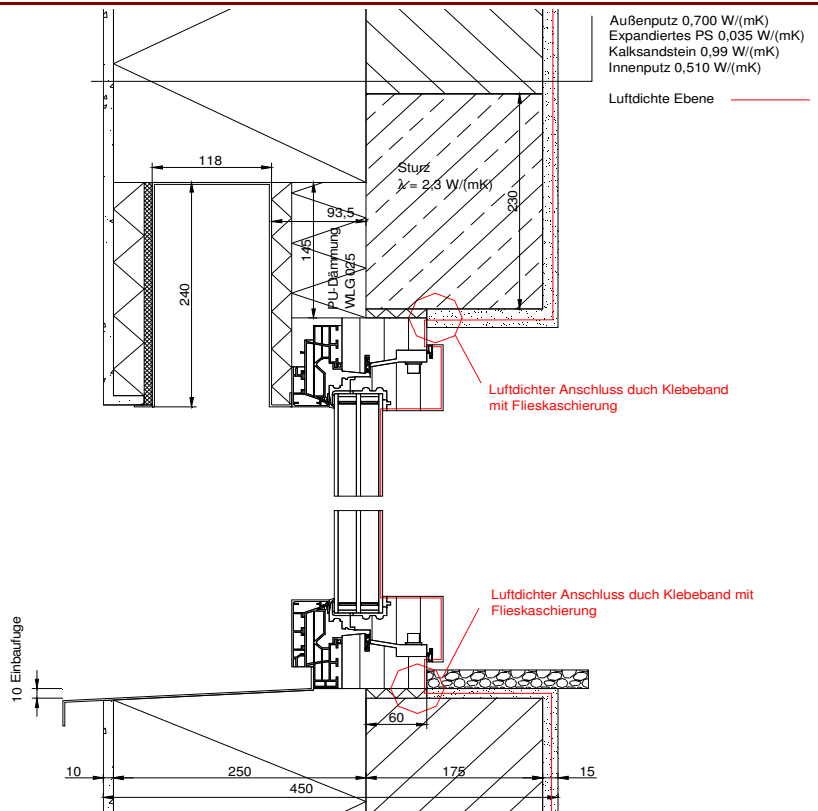 Außenputz 0,700 W/(mK)
Expandiertes PS 0,035 W/(mK)
Kalksandstein 0,99 W/(mK)
Innenputz 0,510 W/(mK)
Luftdichte Ebene
118
Sturz
λ = 2,3 W/(mK)
230
93,5
145
PU-Dämmung
WLG 025
240
Luftdichter Anschluss duch Klebeband
mit Flieskaschierung
Luftdichter Anschluss duch Klebeband mit
Flieskaschierung
10 Einbaufuge
60
10
250
175
15
450